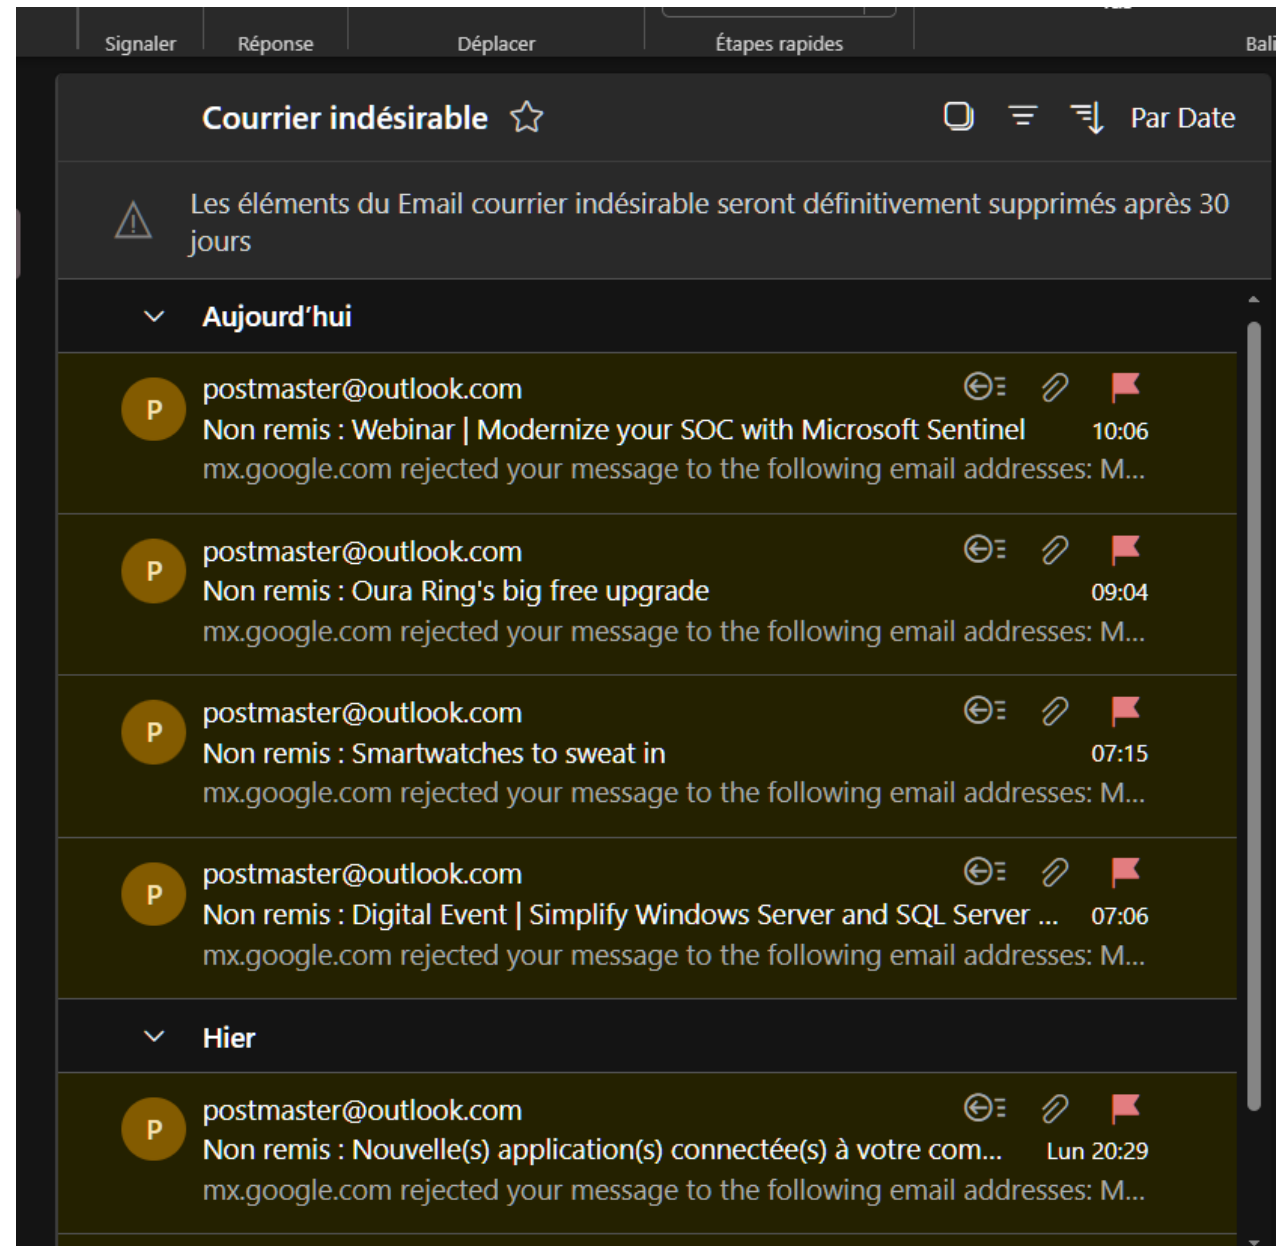 Signaler Réponse Déplacer Étapes rapides
Courrier indésirable Par Date
Les éléments du Email courrier indésirable seront définitivement supprimés après 30
jours
Aujourd'hui
P postmaster@outlook.com
Non remis : Webinar | Modernize your SOC with Microsoft Sentinel 10:06
mx.google.com rejected your message to the following email addresses: M...
P postmaster@outlook.com
Non remis : Oura Ring's big free upgrade 09:04
mx.google.com rejected your message to the following email addresses: M...
P postmaster@outlook.com
Non remis : Smartwatches to sweat in 07:15
mx.google.com rejected your message to the following email addresses: M...
P postmaster@outlook.com
Non remis : Digital Event | Simplify Windows Server and SQL Server ... 07:06
mx.google.com rejected your message to the following email addresses: M...
Hier
P postmaster@outlook.com
Non remis : Nouvelle(s) application(s) connectée(s) à votre com... Lun 20:29
mx.google.com rejected your message to the following email addresses: M...